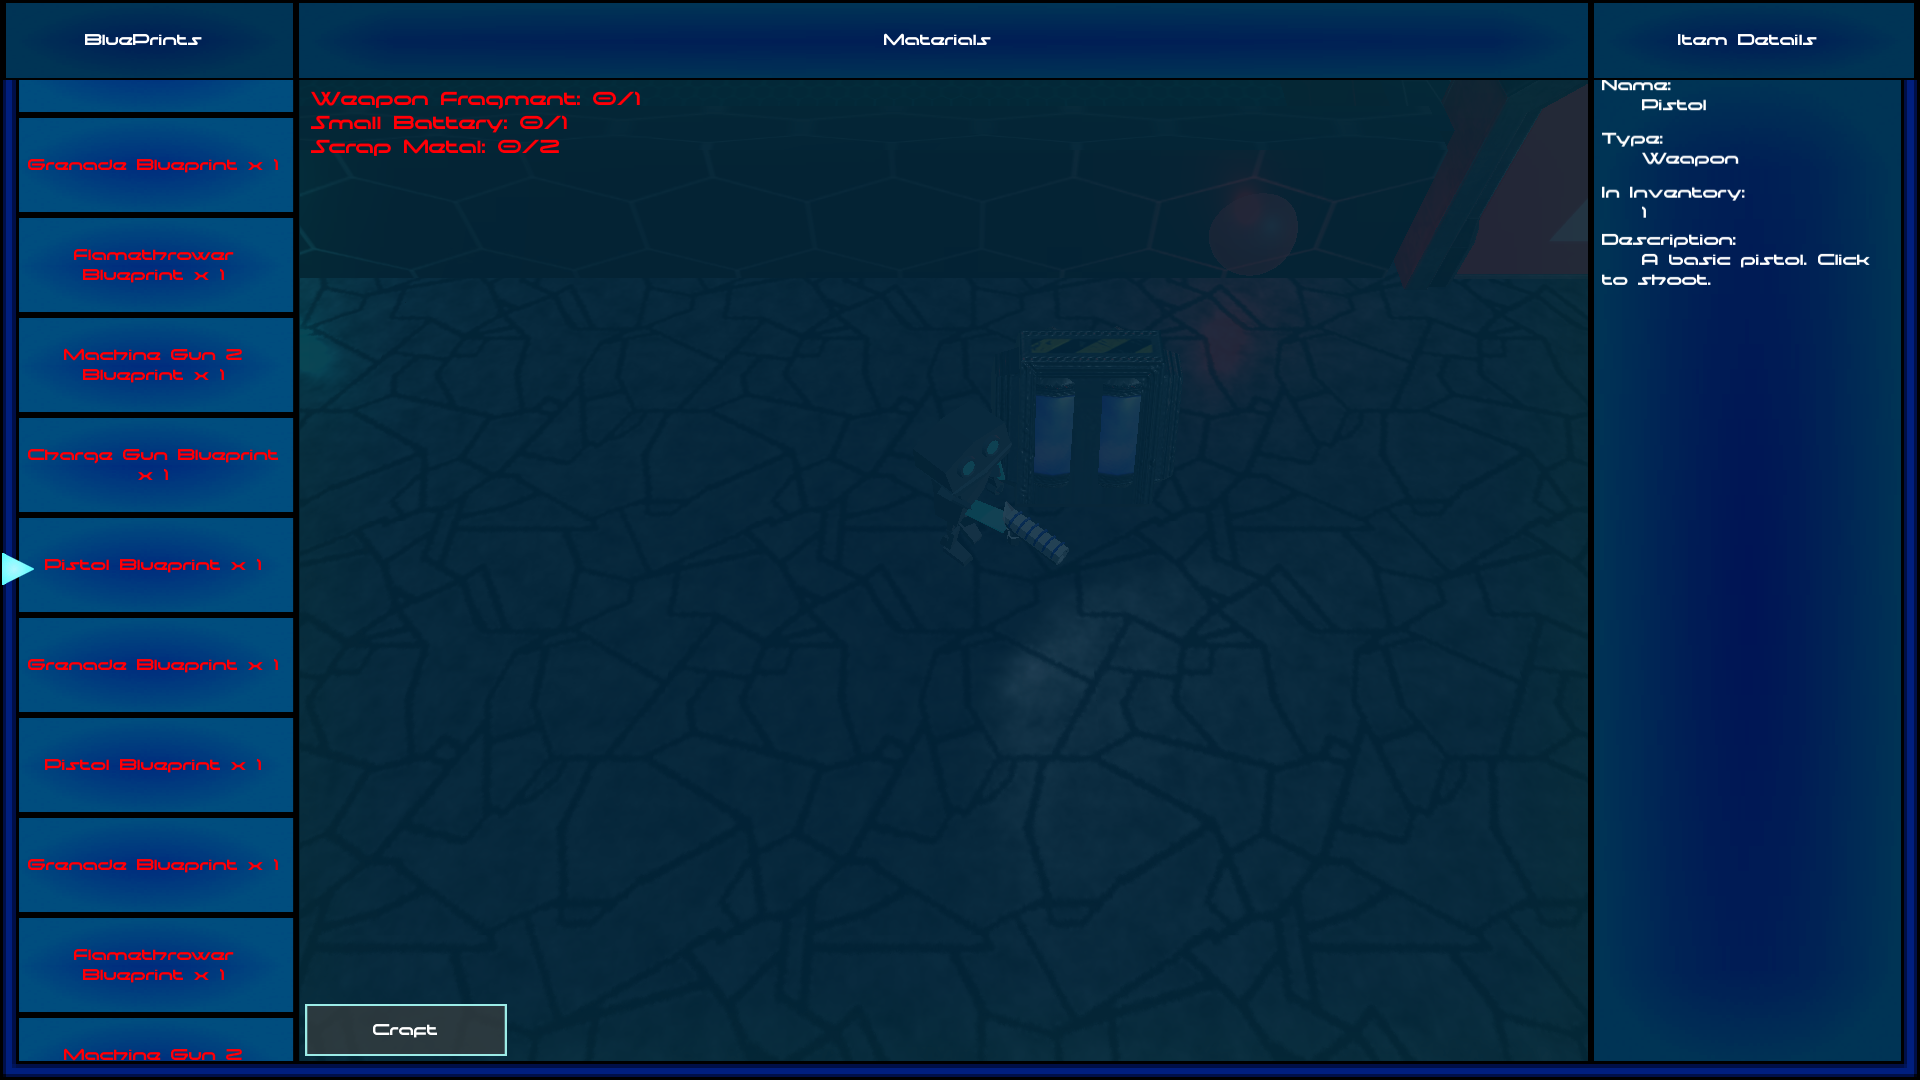 BluePrints
Materials
Item Details
Grenade Blueprint x 1
Flamethrower
Blueprint x 1
Machine Gun 2
Blueprint x 1
Charge Gun Blueprint
x 1
Pistol Blueprint x 1
Grenade Blueprint x 1
Pistol Blueprint x 1
Grenade Blueprint x 1
Flamethrower
Blueprint x 1
Machine Gun 2
Weapon Fragment: 0/1
Small Battery: 0/1
Scrap Metal: 0/2
Craft
Name:
Pistol
Type:
Weapon
In Inventory:
1
Description:
A basic pistol. Click
to shoot.